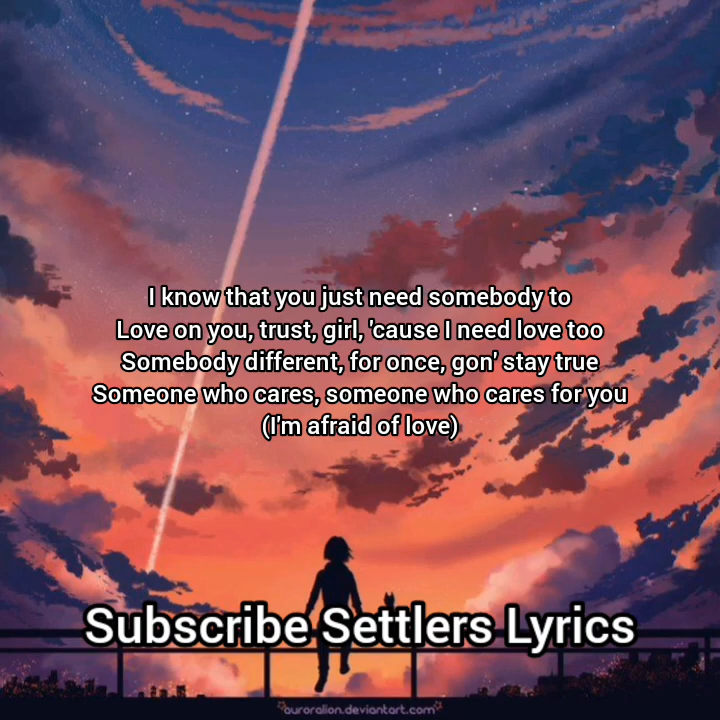 I know that you just need somebody to
Love on you, trust, girl, 'cause I need love too
Somebody different, for once, gon' stay true
Someone who cares, someone who cares for you
(I'm afraid of love)
Subscribe Settlers Lyrics
auroralion.deviantart.com